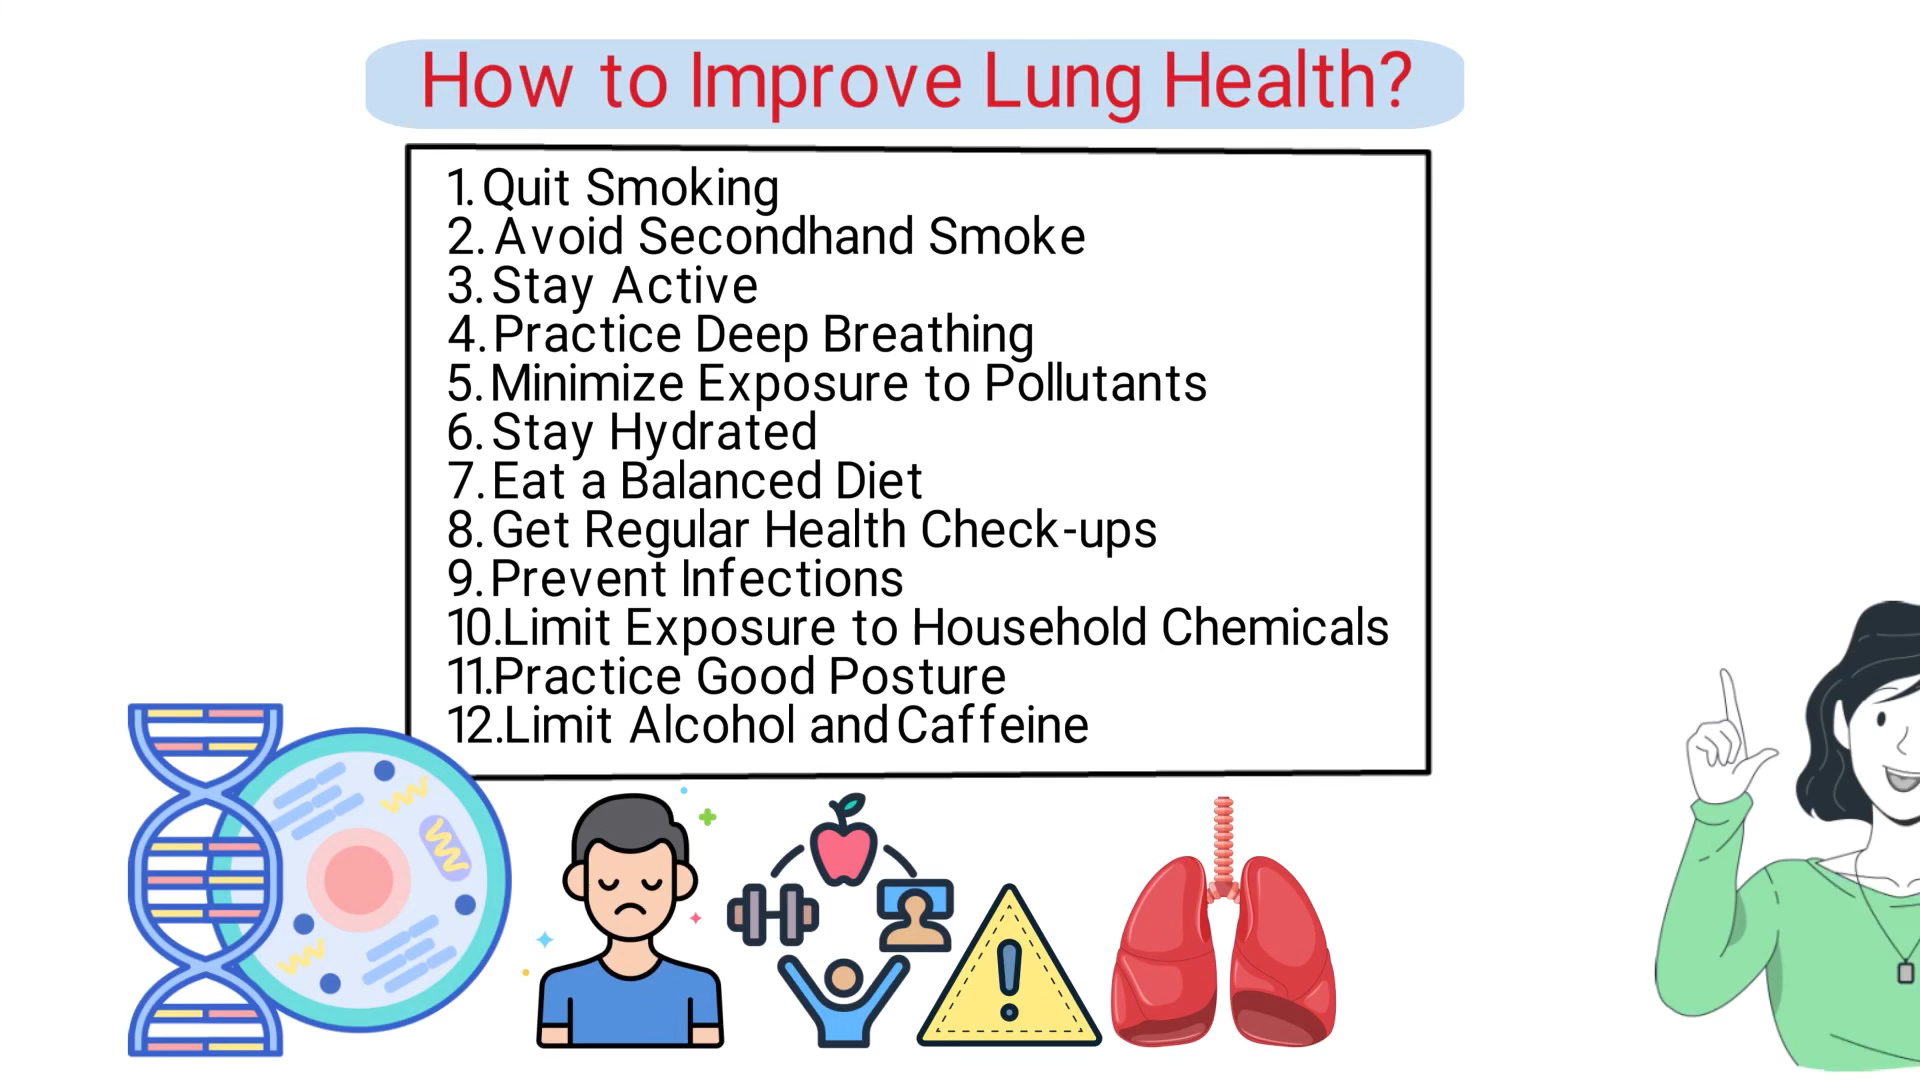 How to Improve Lung Health?
1. Quit Smoking
2. Avoid Secondhand Smoke
3. Stay Active
4. Practice Deep Breathing
5. Minimize Exposure to Pollutants
6. Stay Hydrated
7. Eat a Balanced Diet
8. Get Regular Health Check-ups
9. Prevent Infections
10.Limit Exposure to Household Chemicals
11.Practice Good Posture
12.Limit Alcohol and Caffeine